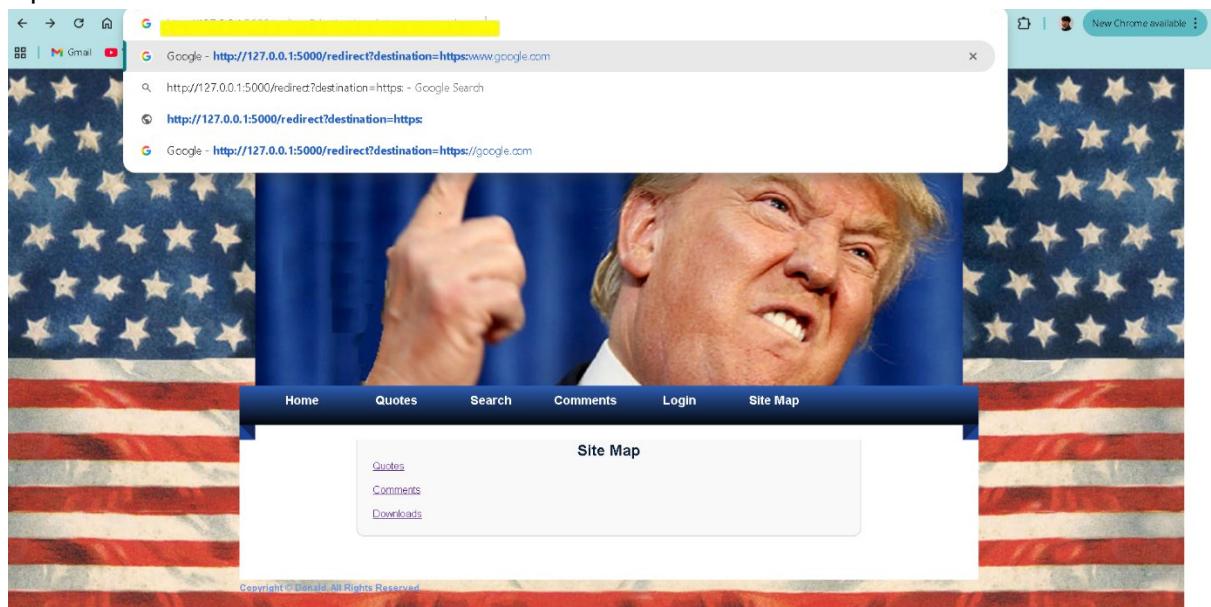 New Chrome available
Gmail
Google - http://127.0.0.1:5000/redirect?destination=https:www.google.com
http://127.0.0.1:5000/redirect?destination=https: - Google Search
http://127.0.0.1:5000/redirect?destination=https:
Google - http://127.0.0.1:5000/redirect?destination=https://google.com
Home Quotes Search Comments Login Site Map
Site Map
Quotes
Comments
Downloads
Copyright © Donald. All Rights Reserved.